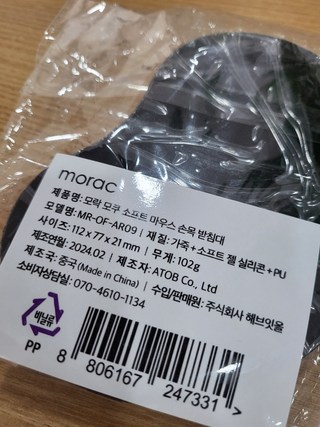 morac
제품명: 모락 모쿠 소프트 마우스 손목 받침대
모델명: MR-OF-AR09 | 재질: 가죽 + 소프트 젤 실리콘 + PU
사이즈: 112 x 77 x 21 mm | 무게: 102g
제조연월: 2024.02 | 제조자: ATOB Co., Ltd
제조국: 중국 (Made in China) | 수입/판매원: 주식회사 해브잇올
소비자상담실: 070-4610-1134
비닐류
PP
8 806167 247331